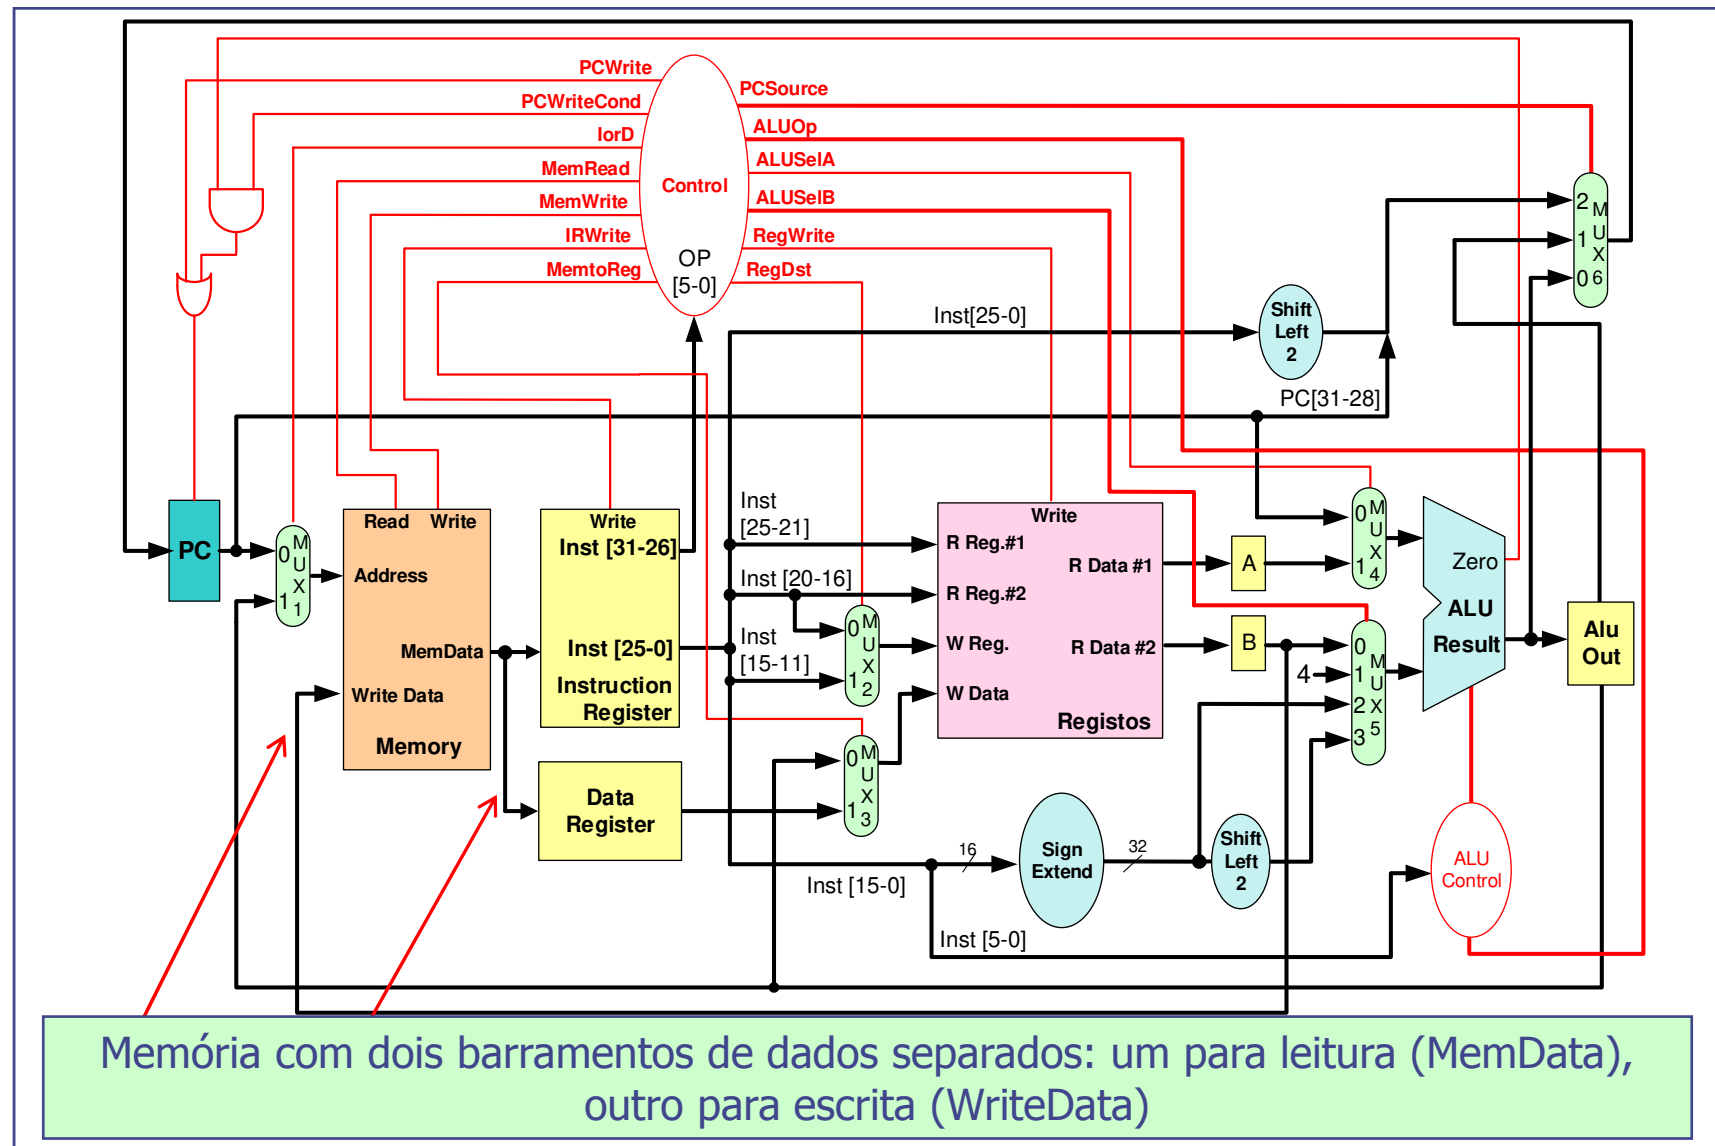 PCWrite
PCWriteCond
IorD
MemRead
MemWrite
IRWrite
MemtoReg
Control
OP
[5-0]
PCSource
ALUOp
ALUSelA
ALUSelB
RegWrite
RegDst
2
1
0
M
U
X
6
Inst[25-0]
Shift
Left
2
PC[31-28]
PC
0
1
M
U
X
1
Read Write
Address
MemData
Write Data
Memory
Write
Inst [31-26]
Inst [25-0]
Instruction
Register
Data
Register
Inst
[25-21]
Inst [20-16]
Inst
[15-11]
0
1
M
U
X
2
0
1
M
U
X
3
Write
R Reg.#1
R Reg.#2
W Reg.
W Data
R Data #1
R Data #2
Registos
A
B
4
0
1
M
U
X
4
0
1
2
3
M
U
X
5
Zero
ALU
Result
Alu
Out
16
Sign
Extend
32
Shift
Left
2
ALU
Control
Inst [15-0]
Inst [5-0]
Memória com dois barramentos de dados separados: um para leitura (MemData),
outro para escrita (WriteData)